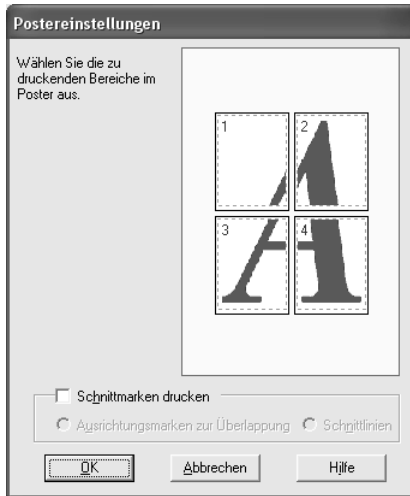 Postereinstellungen
Wählen Sie die zu
druckenden Bereiche im
Poster aus.
1 2
3 4
Schnittmarken drucken
Ausrichtungsmarken zur Überlappung Schnittlinien
OK Abbrechen Hilfe